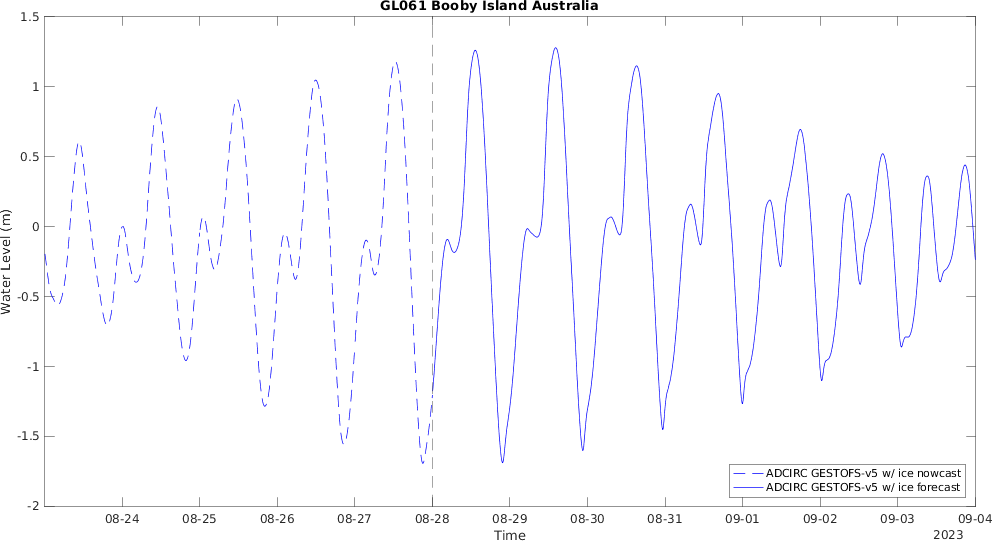 GL061 Booby Island Australia
1.5
1
0.5
0
-0.5
-1
-1.5
-2
Water Level (m)
08-24 08-25 08-26 08-27 08-28 08-29 08-30 08-31 09-01 09-02 09-03 09-04
2023
Time
ADCIRC GESTOFS-v5 w/ ice nowcast
ADCIRC GESTOFS-v5 w/ ice forecast